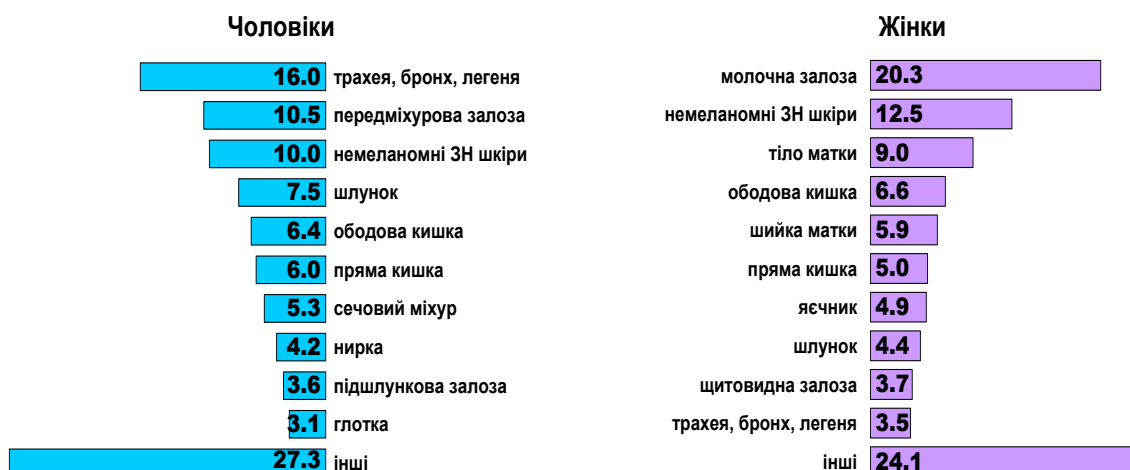 Чоловіки
16.0 трахея, бронх, легеня
10.5 передміхурова залоза
10.0 немеланомні ЗН шкіри
7.5 шлунок
6.4 ободова кишка
6.0 пряма кишка
5.3 сечовий міхур
4.2 нирка
3.6 підшлункова залоза
3.1 глотка
27.3 інші
Жінки
молочна залоза 20.3
немеланомні ЗН шкіри 12.5
тіло матки 9.0
ободова кишка 6.6
шийка матки 5.9
пряма кишка 5.0
яєчник 4.9
шлунок 4.4
щитовидна залоза 3.7
трахея, бронх, легеня 3.5
інші 24.1